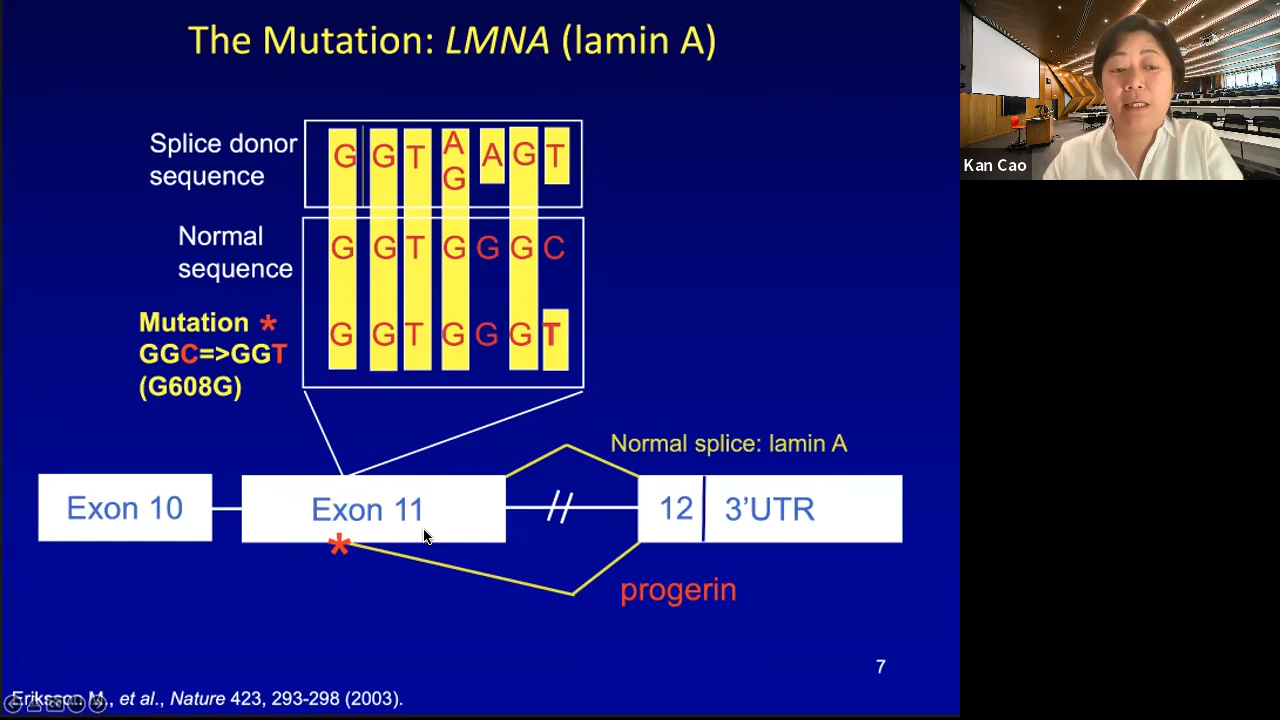 The Mutation: LMNA (lamin A)
Splice donor
sequence
G G T A A G T
G
Normal
sequence
G G T G G G C
Mutation *
GGC=>GGT
(G608G)
G G T G G G T
Normal splice: lamin A
Exon 10
Exon 11
12
3’UTR
*
progerin
7
Eriksson M., et al., Nature 423, 293-298 (2003).
Kan Cao